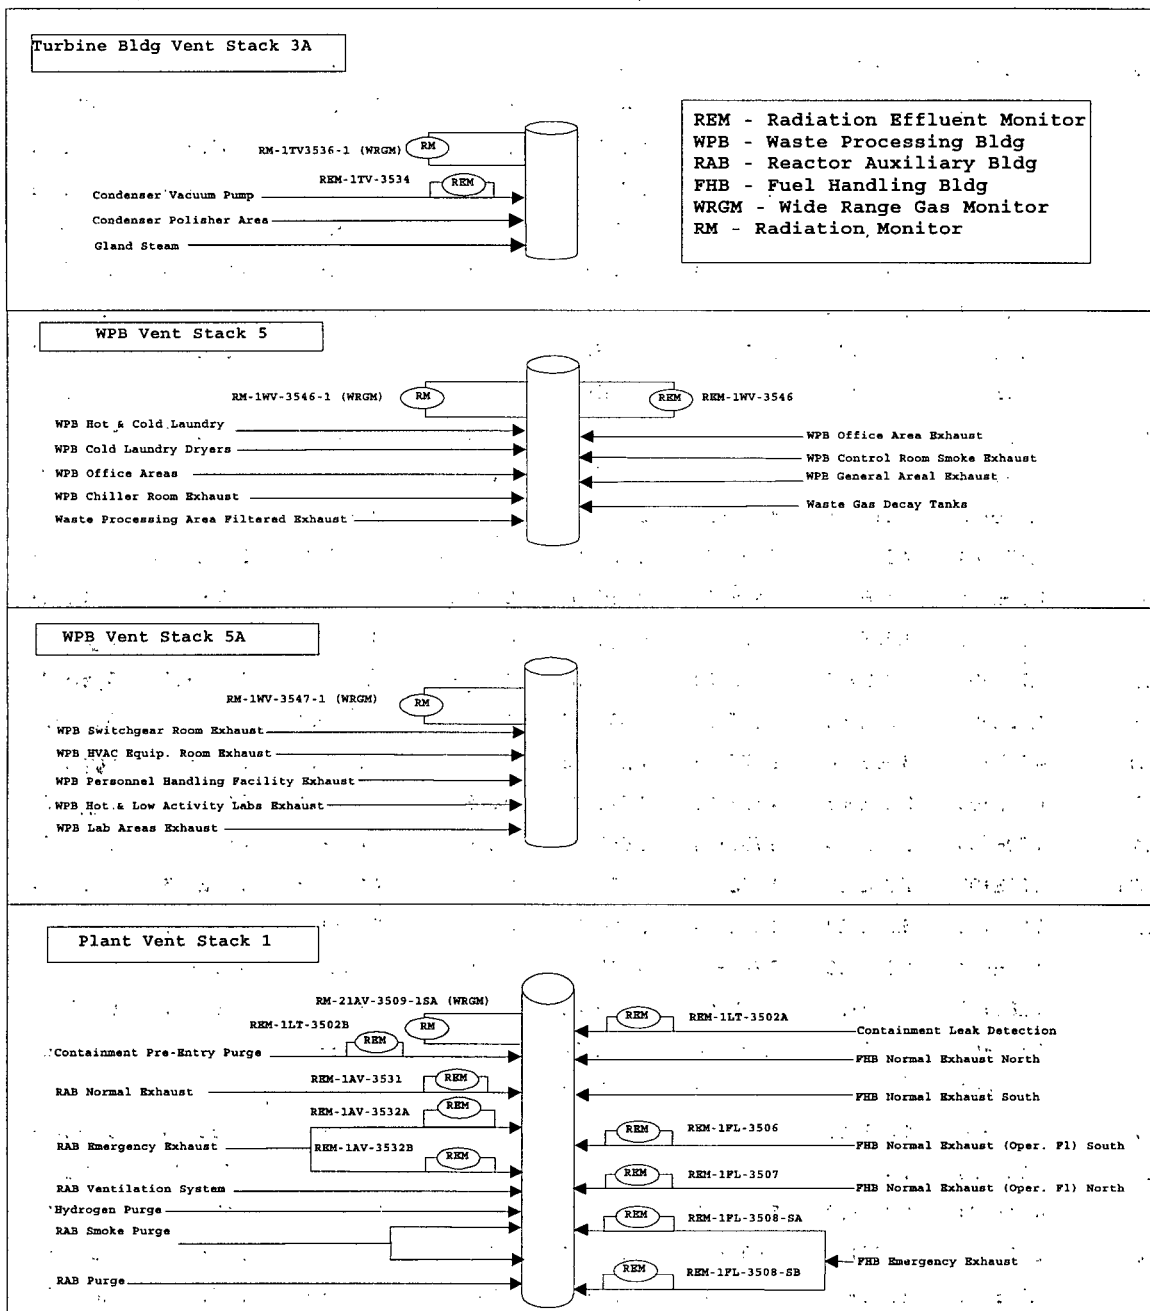 Turbine Bldg Vent Stack 3A
REM - Radiation Effluent Monitor
WPB - Waste Processing Bldg
RAB - Reactor Auxiliary Bldg
FHB - Fuel Handling Bldg
WRGM - Wide Range Gas Monitor
RM - Radiation Monitor
RM-1TV3536-1 (WRGM)
RM
REM-1TV-3534
REM
Condenser Vacuum Pump
Condenser Polisher Area
Gland Steam
WPB Vent Stack 5
RM-1WV-3546-1 (WRGM)
RM
REM
REM-1WV-3546
WPB Hot & Cold Laundry
WPB Cold Laundry Dryers
WPB Office Areas
WPB Chiller Room Exhaust
Waste Processing Area Filtered Exhaust
WPB Office Area Exhaust
WPB Control Room Smoke Exhaust
WPB General Areal Exhaust
Waste Gas Decay Tanks
WPB Vent Stack 5A
RM-1WV-3547-1 (WRGM)
RM
WPB Switchgear Room Exhaust
WPB HVAC Equip. Room Exhaust
WPB Personnel Handling Facility Exhaust
WPB Hot & Low Activity Labs Exhaust
WPB Lab Areas Exhaust
Plant Vent Stack 1
RM-21AV-3509-1SA (WRGM)
RM
REM-1LT-3502B
REM
Containment Pre-Entry Purge
REM-1AV-3531
REM
RAB Normal Exhaust
REM-1AV-3532A
REM
RAB Emergency Exhaust
REM-1AV-3532B
REM
RAB Ventilation System
Hydrogen Purge
RAB Smoke Purge
RAB Purge
REM
REM-1LT-3502A
Containment Leak Detection
FHB Normal Exhaust North
FHB Normal Exhaust South
REM
REM-1FL-3506
FHB Normal Exhaust (Oper. Fl) South
REM
REM-1FL-3507
FHB Normal Exhaust (Oper. Fl) North
REM
REM-1FL-3508-SA
FHB Emergency Exhaust
REM
REM-1FL-3508-SB